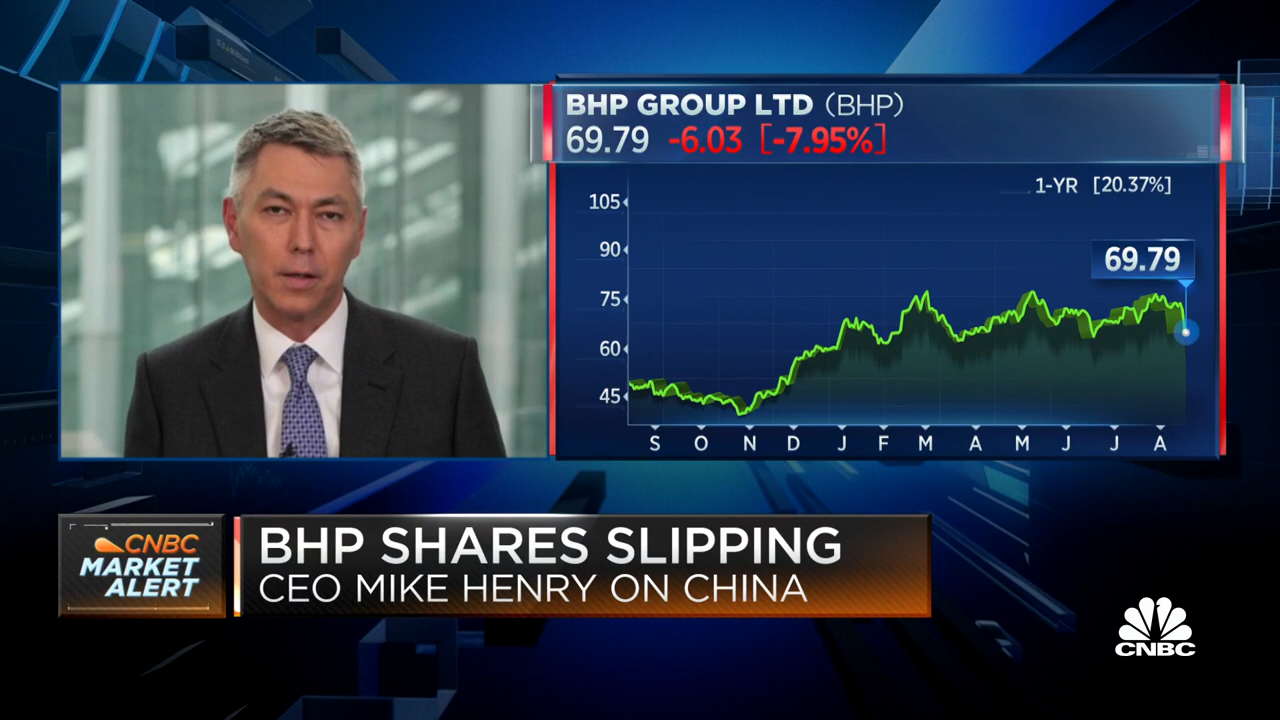 BHP GROUP LTD (BHP)
69.79 -6.03 [-7.95%]
1-YR [20.37%]
105
90
75
60
45
69.79
S O N D J F M A M J J A
CNBC
MARKET
ALERT
BHP SHARES SLIPPING
CEO MIKE HENRY ON CHINA
CNBC